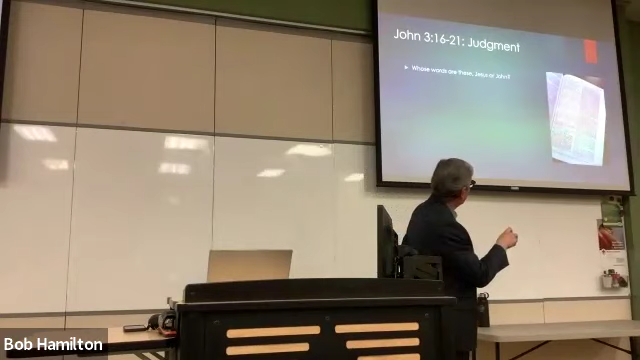 John 3:16-21: Judgment
Whose words are these, Jesus or John?
Bob Hamilton